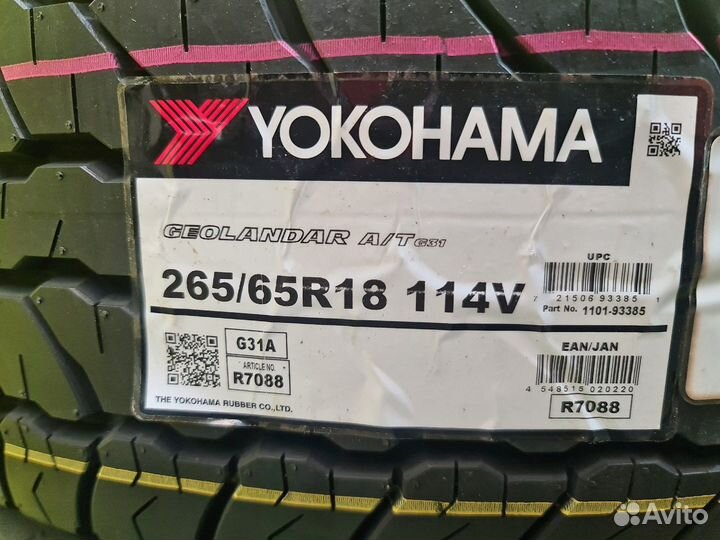 YOKOHAMA
GEOLANDAR A/T G31
265/65R18 114V
UPC
7 21506 93385 1
Part No. 1101-93385
G31A
ARTICLE NO.
R7088
EAN/JAN
4 548515 020220
R7088
THE YOKOHAMA RUBBER CO.,LTD.
Avito